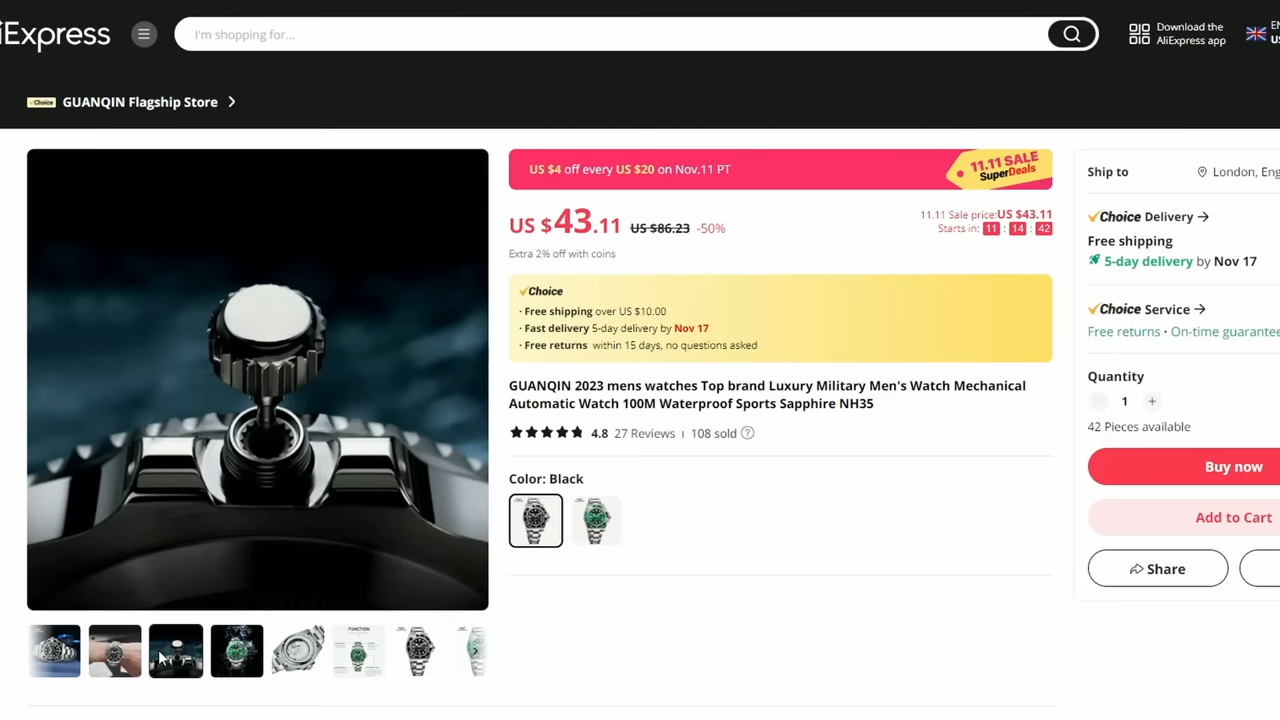 iExpress
I'm shopping for...
Download the
AliExpress app
EN
GUANQIN Flagship Store
Choice
US $4 off every US $20 on Nov.11 PT
11.11 SALE
SuperDeals
US $43.11 US $86.23 -50%
11.11 Sale price:US $43.11
Starts in: 11 : 14 : 42
Extra 2% off with coins
Choice
· Free shipping over US $10.00
· Fast delivery 5-day delivery by Nov 17
· Free returns within 15 days, no questions asked
GUANQIN 2023 mens watches Top brand Luxury Military Men's Watch Mechanical
Automatic Watch 100M Waterproof Sports Sapphire NH35
4.8 27 Reviews | 108 sold ?
Color: Black
FUNCTION
Ship to
London, Eng
Choice Delivery
Free shipping
5-day delivery by Nov 17
Choice Service
Free returns · On-time guarantee
Quantity
- 1 +
42 Pieces available
Buy now
Add to Cart
Share